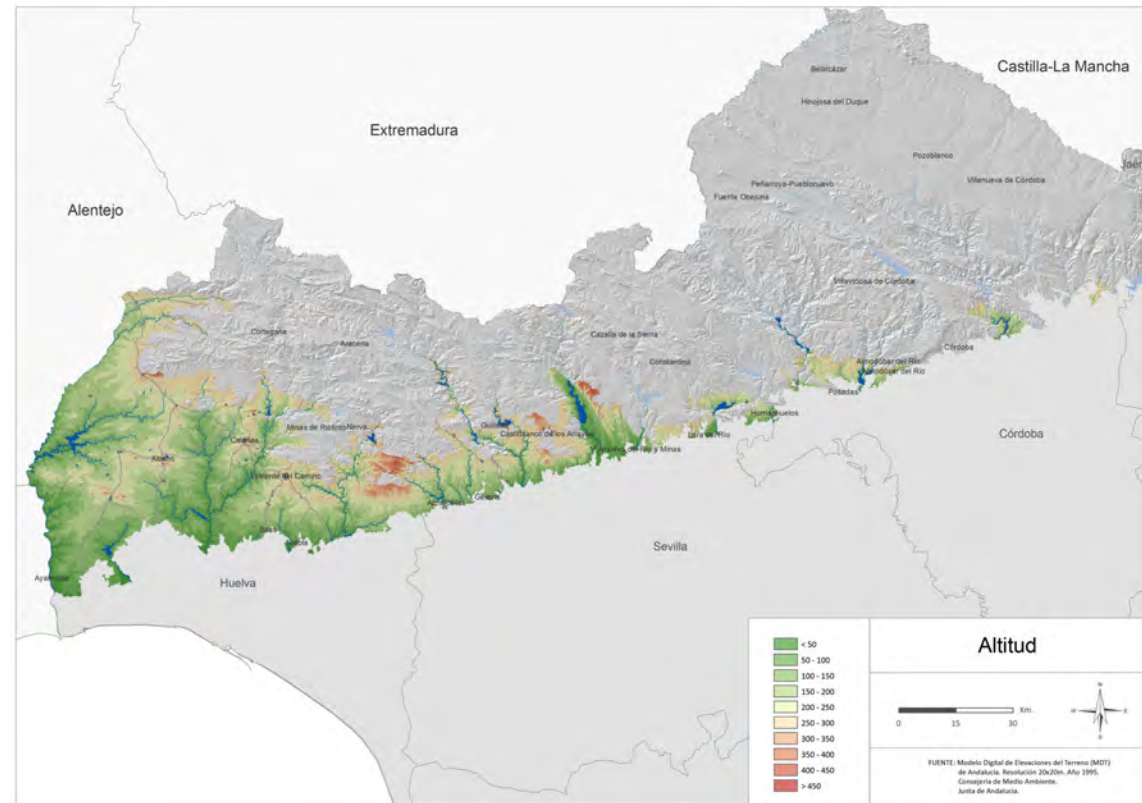 Castilla-La Mancha
Belalcázar
Hinojosa del Duque
Extremadura
Pozoblanco
Jaén
Peñarroya-Pueblonuevo
Villanueva de Córdoba
Fuente Obejuna
Alentejo
Villaviciosa de Córdoba
Cortegana
Aracena
Cazalla de la Sierra
Constantina
Córdoba
Almodóvar del Río
Almodóvar del Río
Posadas
Hornachuelos
Minas de Riotinto
Nerva
Castilblanco de los Arroyos
Lora del Río
Córdoba
Gerena
Sevilla
Niebla
Ayamonte
Huelva
Altitud
< 50
50 - 100
100 - 150
150 - 200
200 - 250
250 - 300
300 - 350
350 - 400
400 - 450
> 450
Km.
0 15 30
N
W E
S
FUENTE: Modelo Digital de Elevaciones del Terreno (MDT)
de Andalucía. Resolución 20x20m. Año 1995.
Consejería de Medio Ambiente.
Junta de Andalucía.